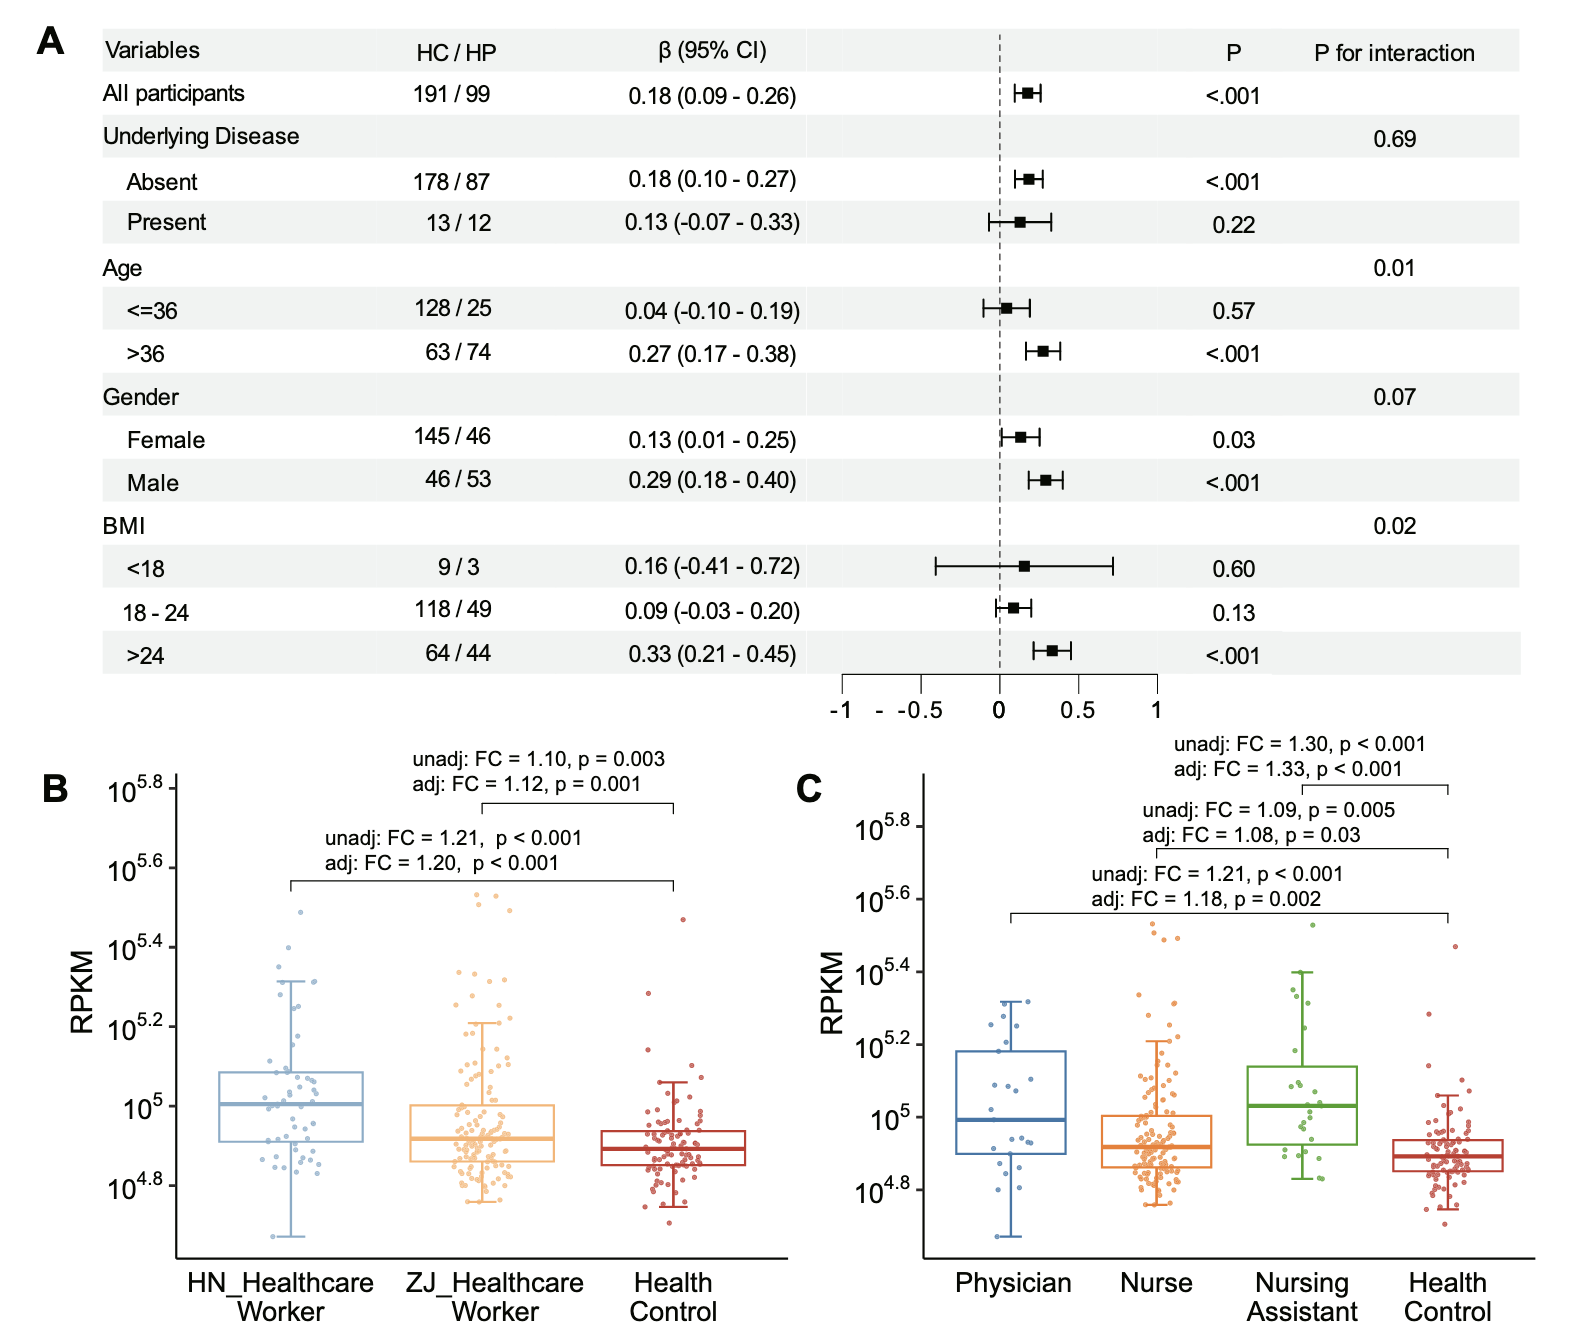 A
Variables HC / HP β (95% CI) P P for interaction
All participants 191 / 99 0.18 (0.09 - 0.26) <.001
Underlying Disease 0.69
Absent 178 / 87 0.18 (0.10 - 0.27) <.001
Present 13 / 12 0.13 (-0.07 - 0.33) 0.22
Age 0.01
<=36 128 / 25 0.04 (-0.10 - 0.19) 0.57
>36 63 / 74 0.27 (0.17 - 0.38) <.001
Gender 0.07
Female 145 / 46 0.13 (0.01 - 0.25) 0.03
Male 46 / 53 0.29 (0.18 - 0.40) <.001
BMI 0.02
<18 9 / 3 0.16 (-0.41 - 0.72) 0.60
18 - 24 118 / 49 0.09 (-0.03 - 0.20) 0.13
>24 64 / 44 0.33 (0.21 - 0.45) <.001
-1 - -0.5 0 0.5 1
B
unadj: FC = 1.10, p = 0.003
adj: FC = 1.12, p = 0.001
unadj: FC = 1.21, p < 0.001
adj: FC = 1.20, p < 0.001
RPKM
10^5.8
10^5.6
10^5.4
10^5.2
10^5
10^4.8
HN_Healthcare Worker
ZJ_Healthcare Worker
Health Control
C
unadj: FC = 1.30, p < 0.001
adj: FC = 1.33, p < 0.001
unadj: FC = 1.09, p = 0.005
adj: FC = 1.08, p = 0.03
unadj: FC = 1.21, p < 0.001
adj: FC = 1.18, p = 0.002
RPKM
10^5.8
10^5.6
10^5.4
10^5.2
10^5
10^4.8
Physician
Nurse
Nursing Assistant
Health Control